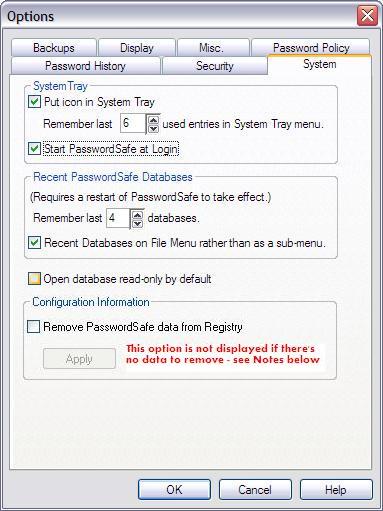 Options
Backups
Display
Misc.
Password Policy
Password History
Security
System
SystemTray
Put icon in System Tray
Remember last 6 used entries in System Tray menu.
Start PasswordSafe at Login
Recent PasswordSafe Databases
(Requires a restart of PasswordSafe to take effect.)
Remember last 4 databases.
Recent Databases on File Menu rather than as a sub-menu.
Open database read-only by default
Configuration Information
Remove PasswordSafe data from Registry
Apply
This option is not displayed if there's
no data to remove - see Notes below
OK
Cancel
Help